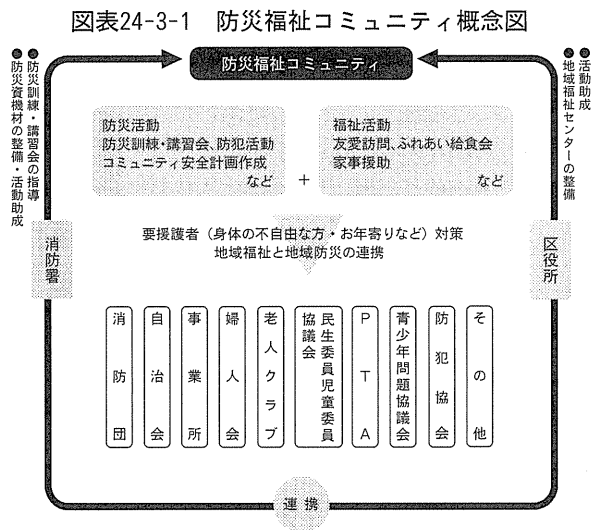 図表24-3-1 防災福祉コミュニティ概念図
防災福祉コミュニティ
●防災訓練・講習会の指導
●防災資機材の整備・活動助成
●活動助成
●地域福祉センターの整備
防災活動
防災訓練・講習会、防犯活動
コミュニティ安全計画作成
など
+
福祉活動
友愛訪問、ふれあい給食会
家事援助
など
消防署
区役所
要援護者（身体の不自由な方・お年寄りなど）対策
地域福祉と地域防災の連携
消防団
自治会
事業所
婦人会
老人クラブ
民生委員児童委員
協議会
PTA
青少年問題協議会
防犯協会
その他
連携